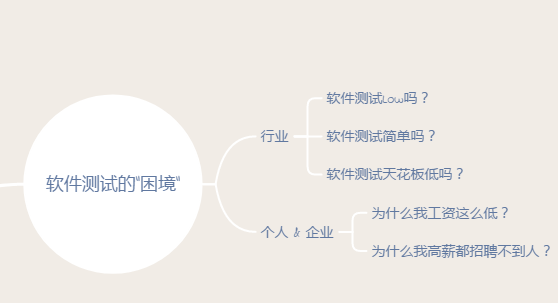 软件测试Low吗？
行业
软件测试简单吗？
软件测试天花板低吗？
软件测试的“困境“
为什么我工资这么低？
个人 & 企业
为什么我高薪都招聘不到人？